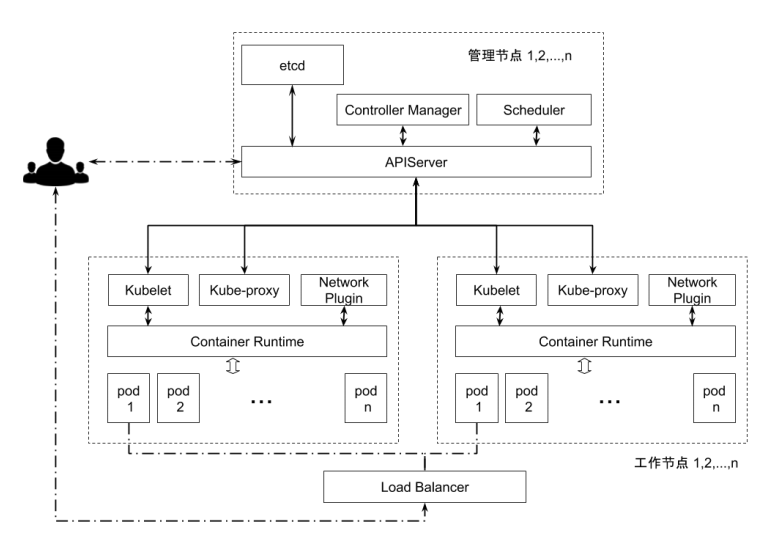 管理节点 1,2,...,n
etcd
Controller Manager
Scheduler
APIServer
Kubelet
Kube-proxy
Network
Plugin
Container Runtime
pod
1
pod
2
...
pod
n
Kubelet
Kube-proxy
Network
Plugin
Container Runtime
pod
1
pod
2
...
pod
n
工作节点 1,2,...,n
Load Balancer